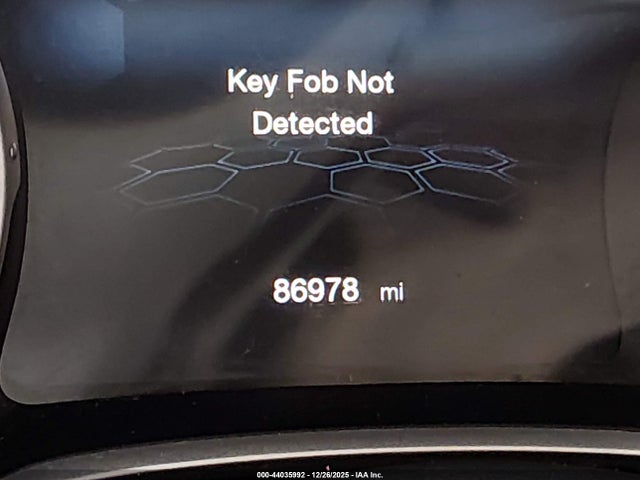 Key Fob Not
Detected
86978 mi
000-44035992 - 12/26/2025 - IAA Inc.